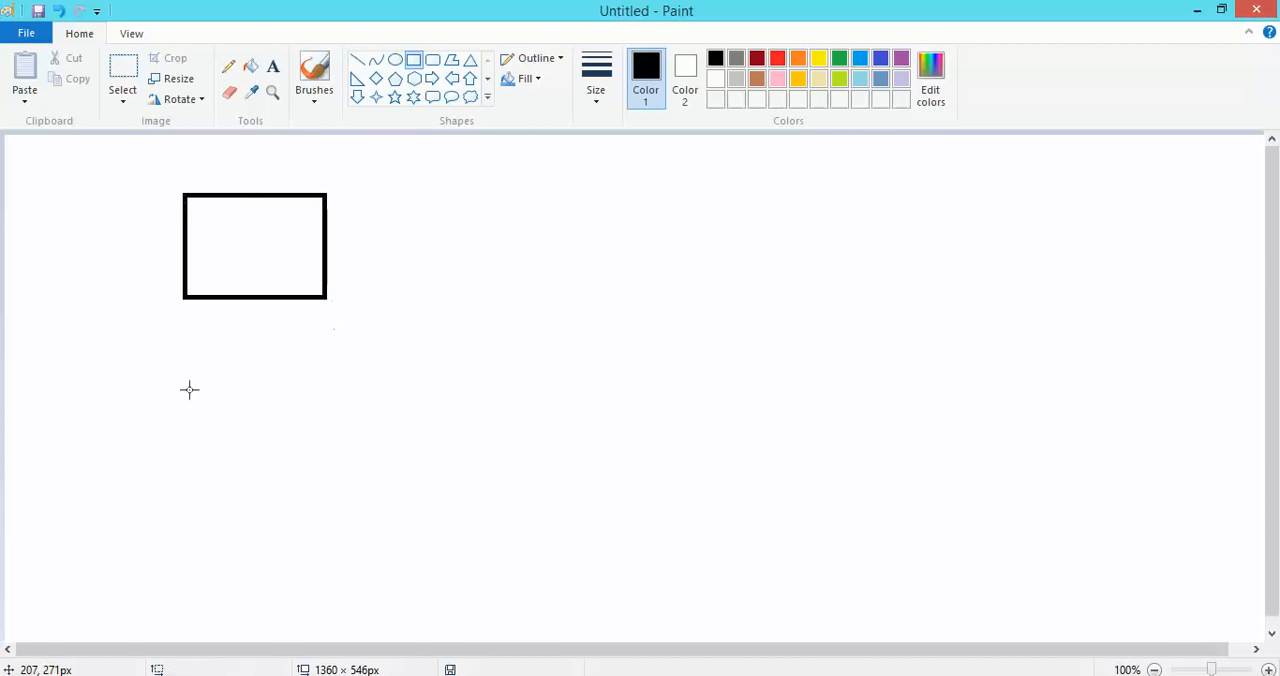 Untitled - Paint
File Home View
Paste
Cut
Copy
Clipboard
Select
Crop
Resize
Rotate
Image
A
Tools
Brushes
Outline
Fill
Shapes
Size
Color 1
Color 2
Edit colors
Colors
207, 271px
1360 × 546px
100%